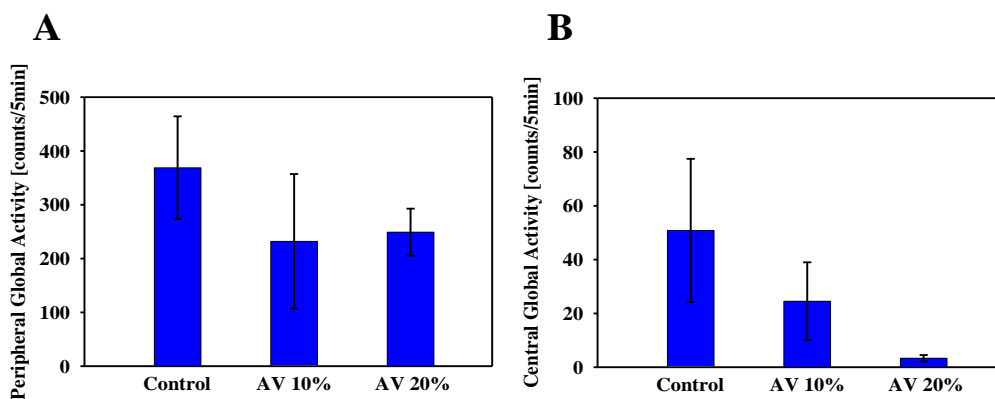 A
Peripheral Global Activity [counts/5min]
500
400
300
200
100
0
Control AV 10% AV 20%
B
Central Global Activity [counts/5min]
100
80
60
40
20
0
Control AV 10% AV 20%